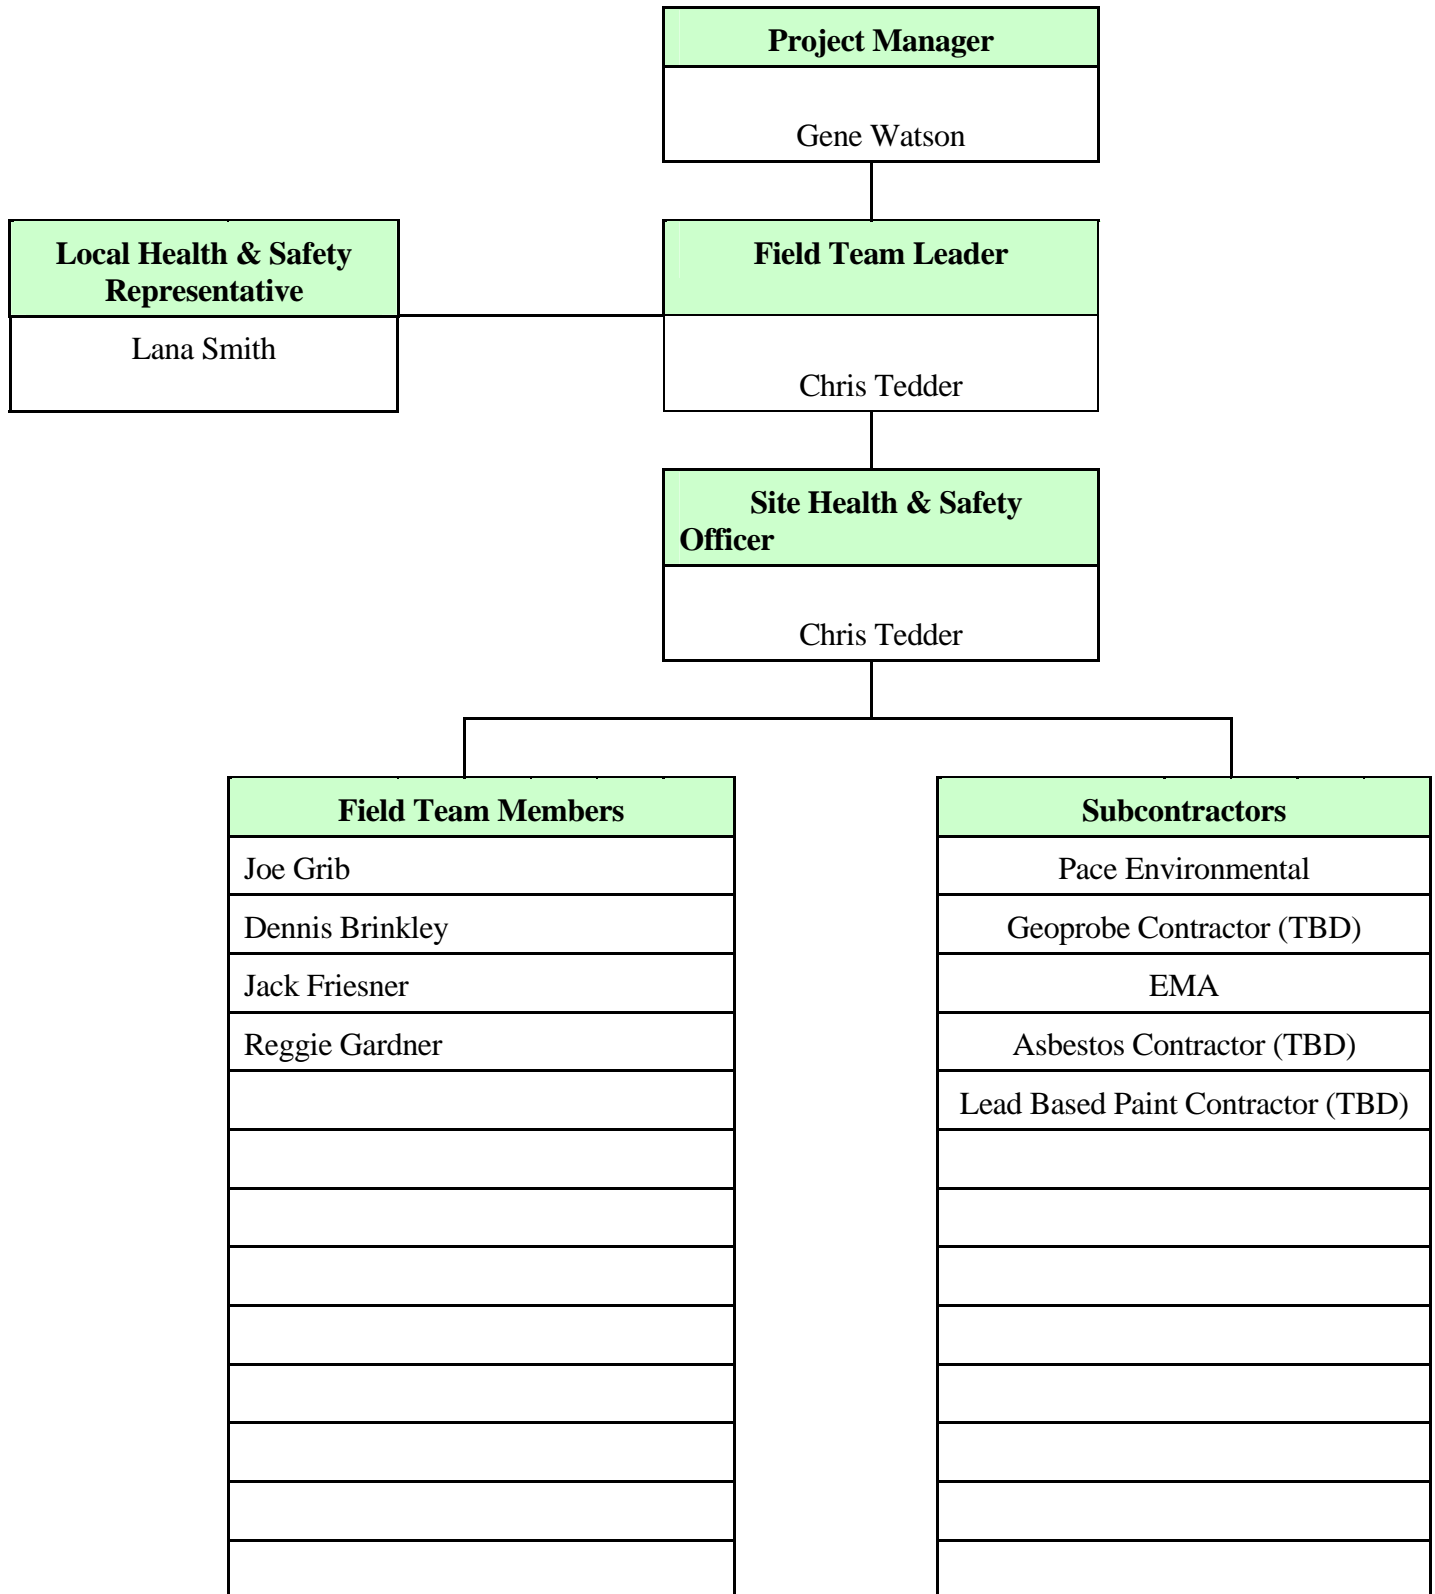 Project Manager
Gene Watson
Local Health & Safety
Representative
Lana Smith
Field Team Leader
Chris Tedder
Site Health & Safety
Officer
Chris Tedder
Field Team Members
Joe Grib
Dennis Brinkley
Jack Friesner
Reggie Gardner
Subcontractors
Pace Environmental
Geoprobe Contractor (TBD)
EMA
Asbestos Contractor (TBD)
Lead Based Paint Contractor (TBD)